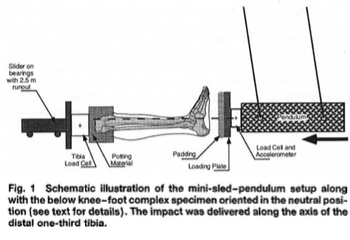 Slider on
bearings
with 2.5 m
runout
Pendulum
Tibia
Load Cell
Potting
Material
Padding
Loading Plate
Load Cell and
Accelerometer
Fig. 1 Schematic illustration of the mini-sled–pendulum setup along
with the below knee–foot complex specimen oriented in the neutral posi-
tion (see text for details). The impact was delivered along the axis of the
distal one-third tibia.